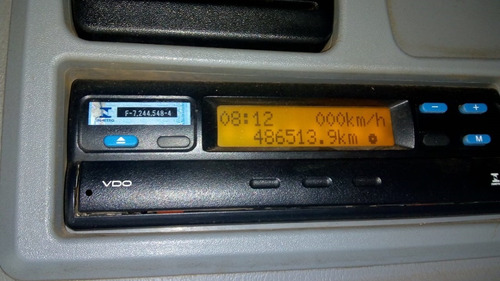 F-7.244.548-4
08:12 000km/h
486513.9km
− +
M
VDO